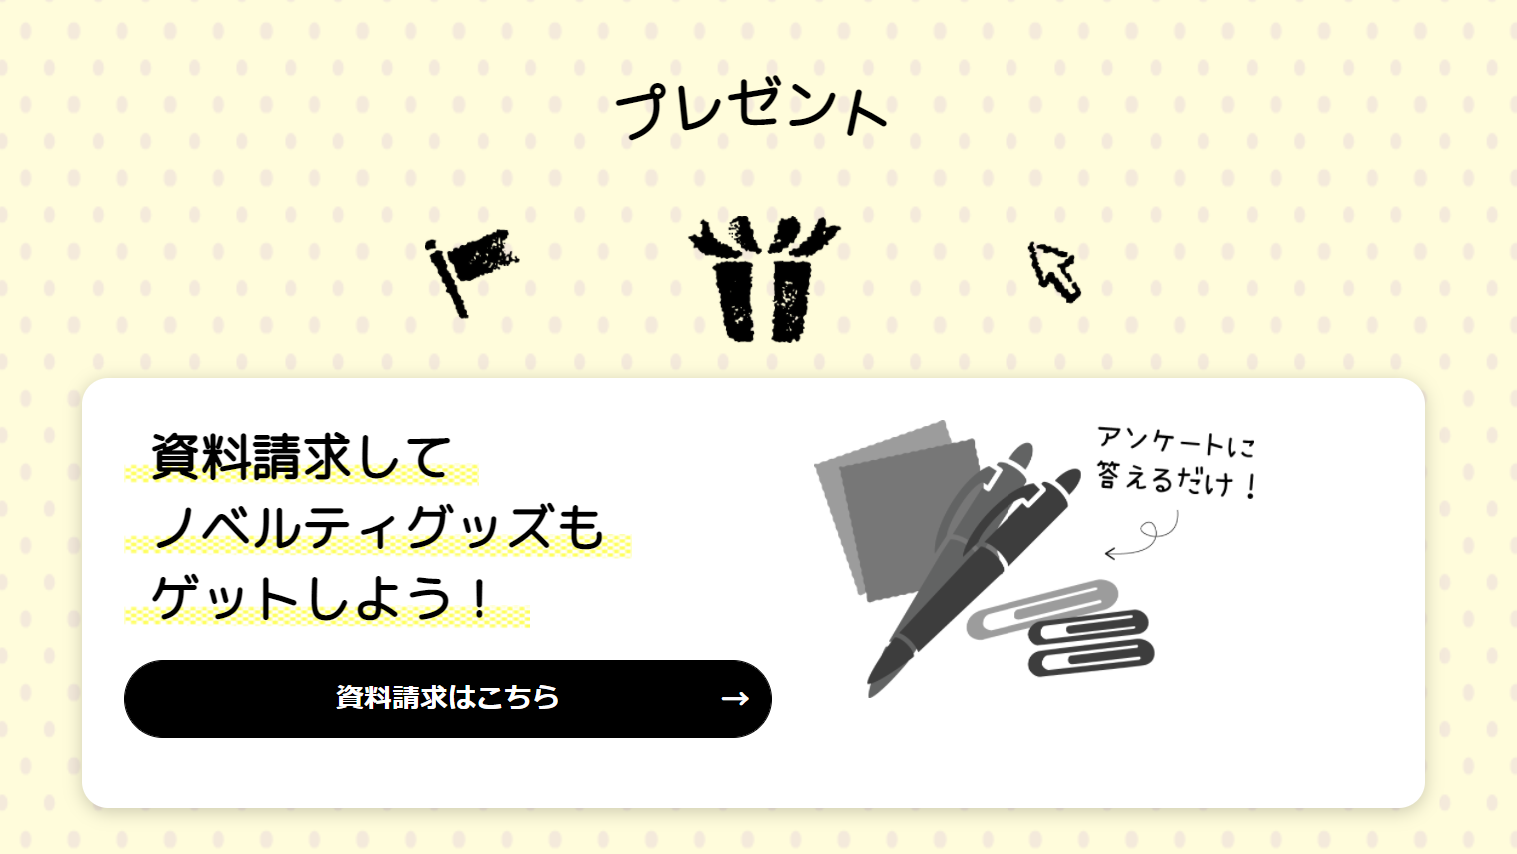 プレゼント
資料請求して
ノベルティグッズも
ゲットしよう！
資料請求はこちら
アンケートに
答えるだけ！